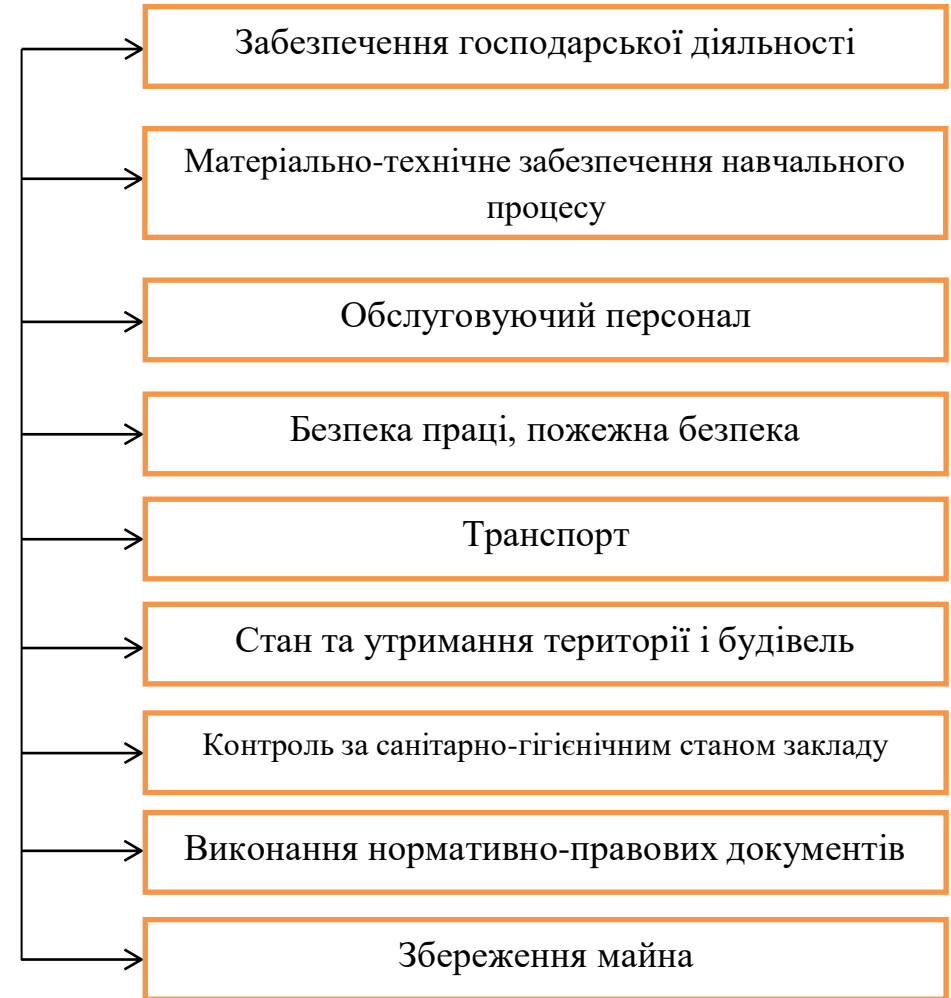 Забезпечення господарської діяльності
Матеріально-технічне забезпечення навчального
процесу
Обслуговуючий персонал
Безпека праці, пожежна безпека
Транспорт
Стан та утримання території і будівель
Контроль за санітарно-гігієнічним станом закладу
Виконання нормативно-правових документів
Збереження майна